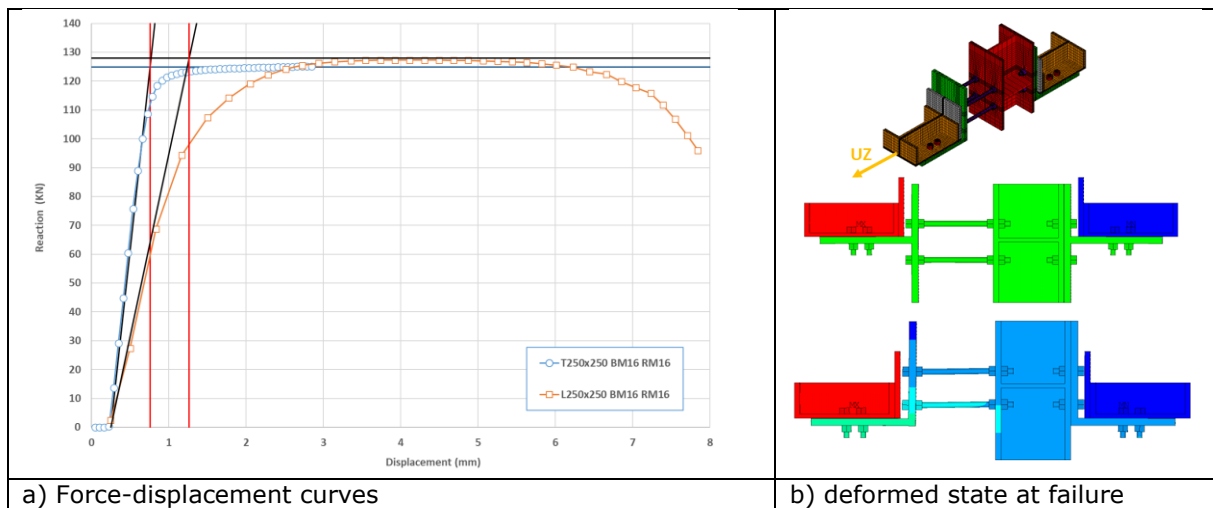 140
130
120
110
100
90
80
70
60
50
40
30
20
10
0
Reaction (KN)
0 1 2 3 4 5 6 7 8
Displacement (mm)
T250x250 BM16 RM16
L250x250 BM16 RM16
UZ
a) Force-displacement curves
b) deformed state at failure